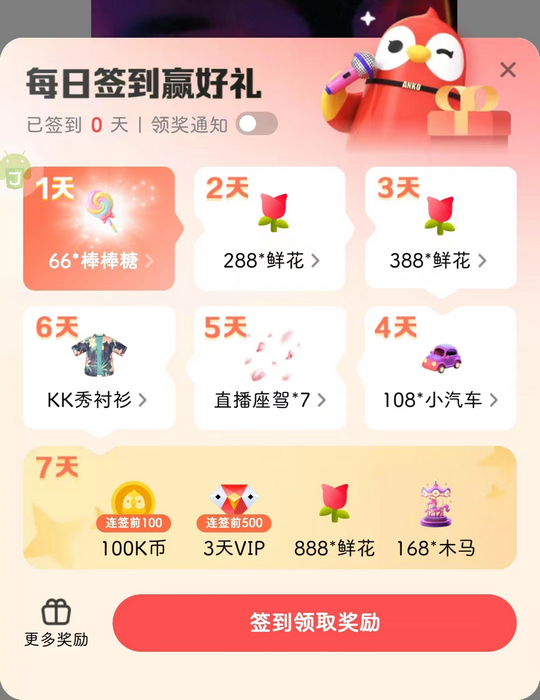 ANKO
每日签到赢好礼
已签到 0 天 | 领奖通知
1天
66*棒棒糖
2天
288*鲜花
3天
388*鲜花
6天
KK秀衬衫
5天
直播座驾*7
4天
108*小汽车
7天
连签前100
100K币
连签前500
3天VIP
888*鲜花
168*木马
更多奖励
签到领取奖励